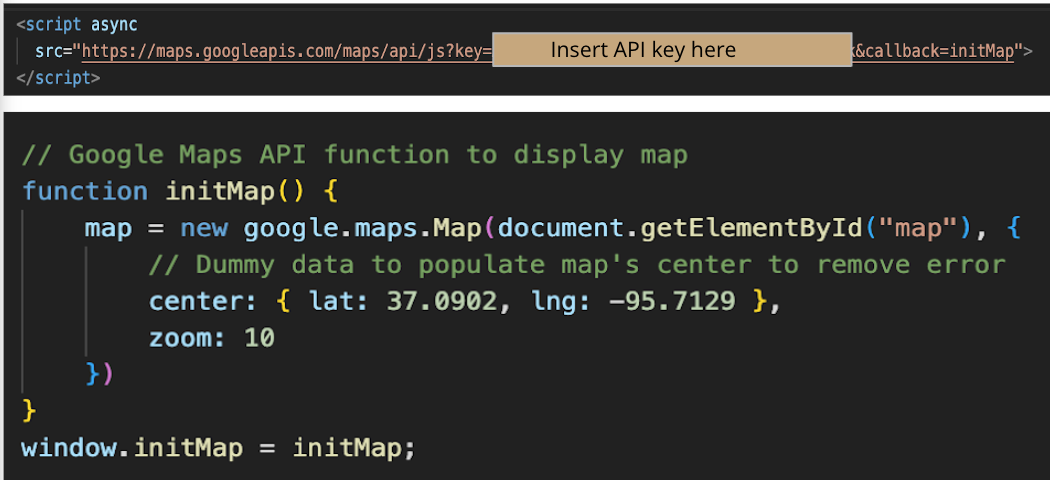 <script async
src="https://maps.googleapis.com/maps/api/js?key= Insert API key here &callback=initMap">
</script>
// Google Maps API function to display map
function initMap() {
map = new google.maps.Map(document.getElementById("map"), {
// Dummy data to populate map's center to remove error
center: { lat: 37.0902, lng: -95.7129 },
zoom: 10
})
}
window.initMap = initMap;